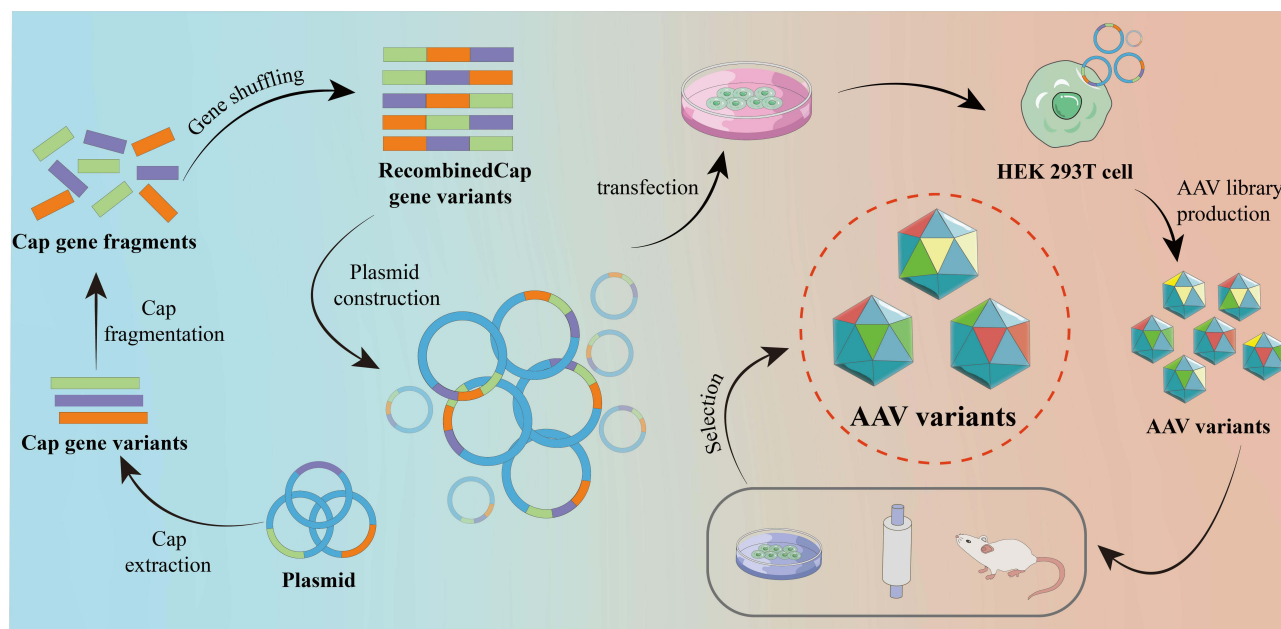 Gene shuffling
RecombinedCap
gene variants
Cap gene fragments
Cap
fragmentation
Cap gene variants
Cap
extraction
Plasmid
Plasmid
construction
transfection
HEK 293T cell
AAV library
production
AAV variants
Selection
AAV variants